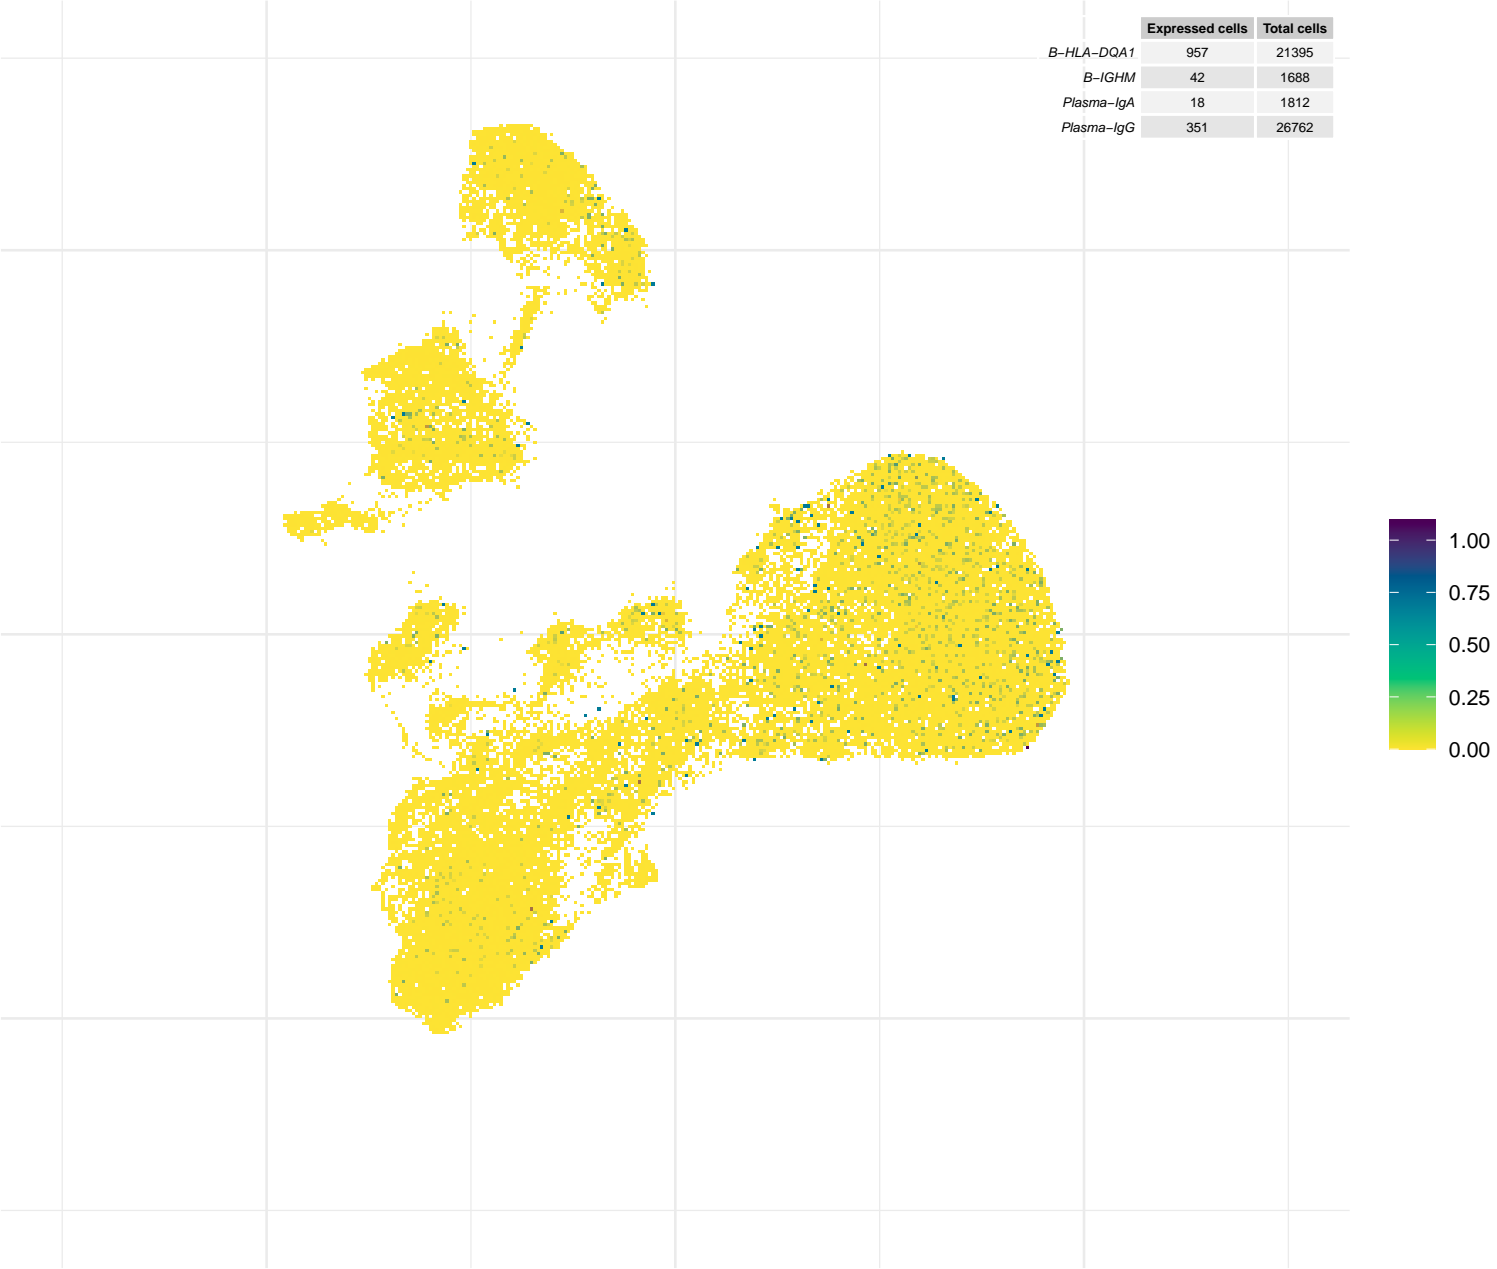 Expressed cells Total cells
B−HLA−DQA1 957 21395
B−IGHM 42 1688
Plasma−IgA 18 1812
Plasma−IgG 351 26762
1.00
0.75
0.50
0.25
0.00